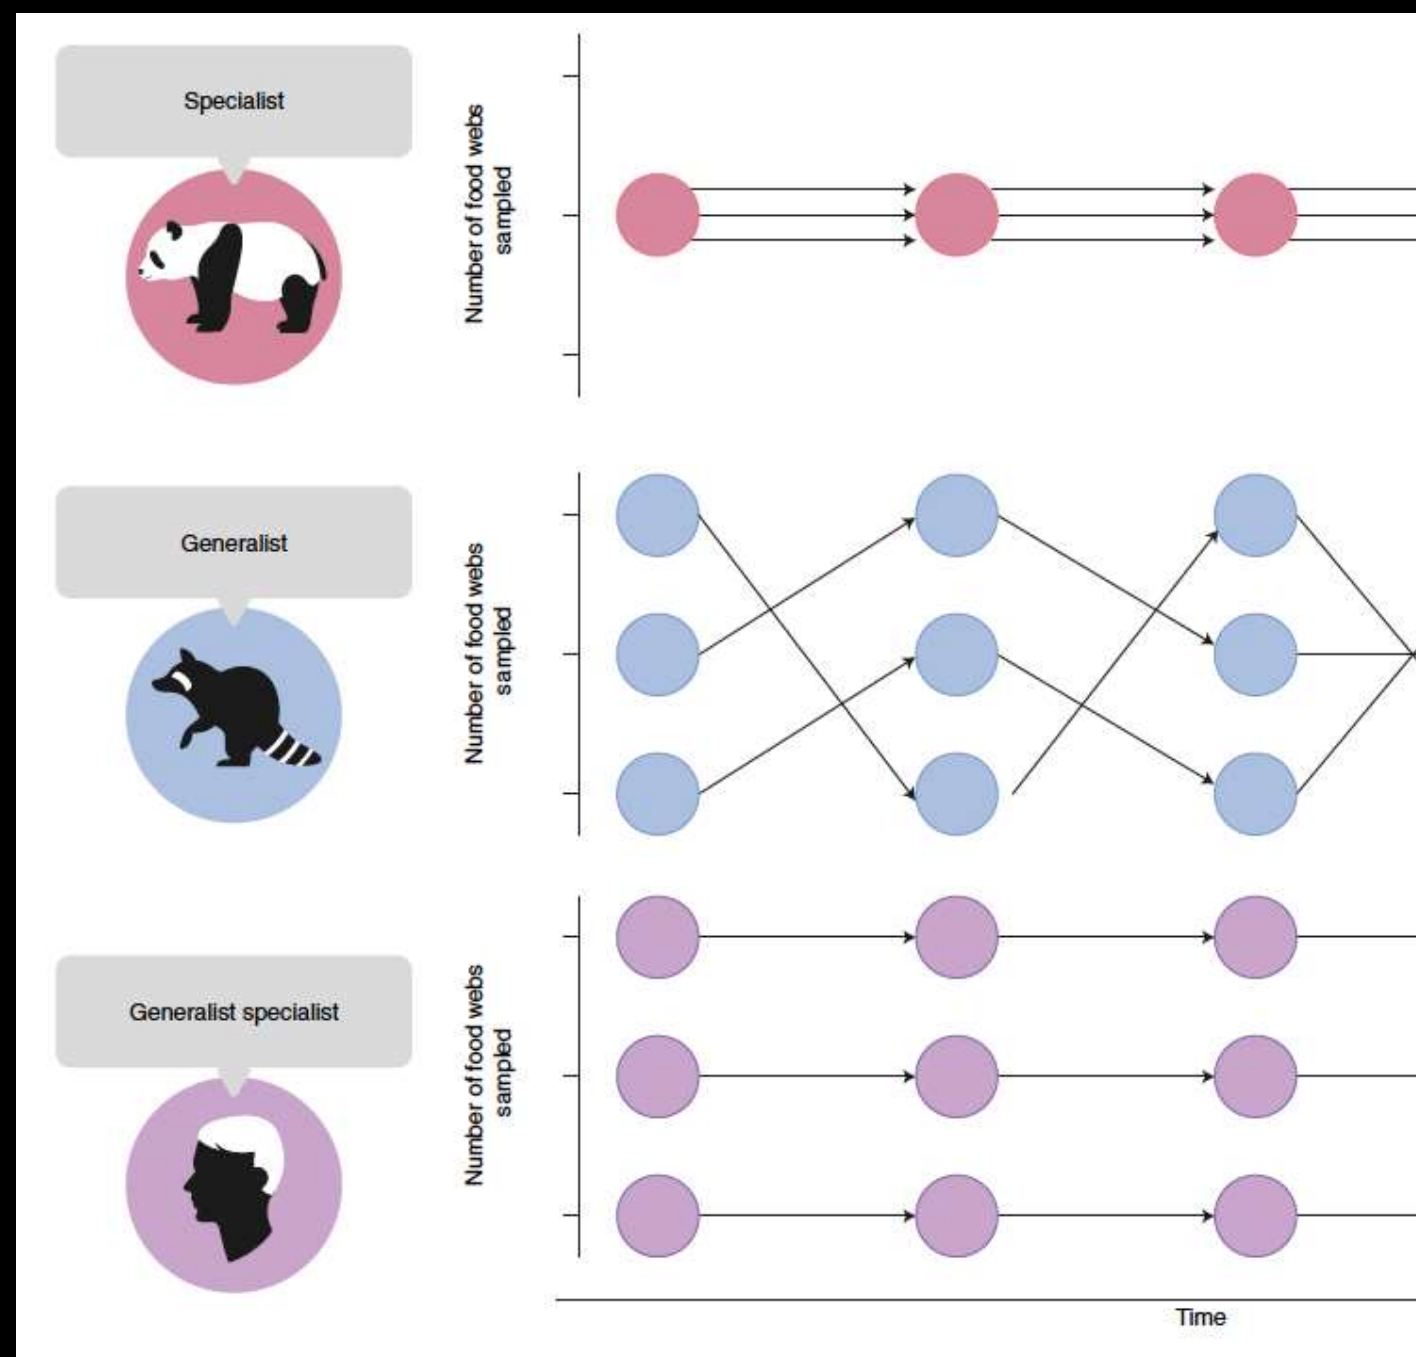 Specialist
Number of food webs
sampled
Generalist
Number of food webs
sampled
Generalist specialist
Number of food webs
sampled
Time